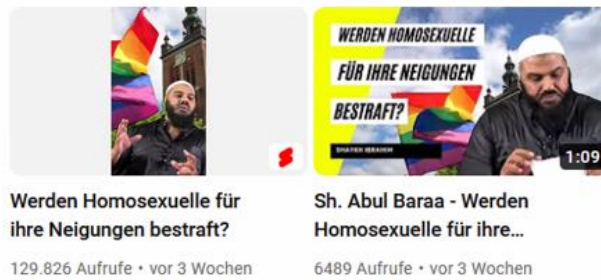 WERDEN HOMOSEXUELLE
FÜR IHRE NEIGUNGEN
BESTRAFT?
SHAYKH IBRAHIM
1:09
Werden Homosexuelle für
ihre Neigungen bestraft?
129.826 Aufrufe • vor 3 Wochen
Sh. Abul Baraa - Werden
Homosexuelle für ihre...
6489 Aufrufe • vor 3 Wochen